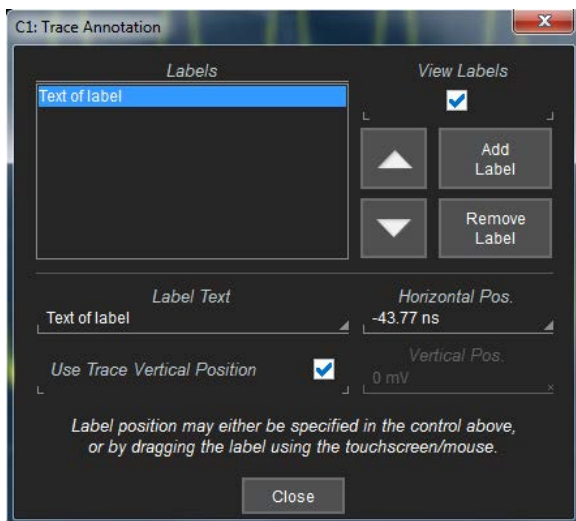 C1: Trace Annotation
Labels
View Labels
Text of label
Add
Label
Remove
Label
Label Text
Horizontal Pos.
Text of label
-43.77 ns
Use Trace Vertical Position
Vertical Pos.
0 mV
Label position may either be specified in the control above,
or by dragging the label using the touchscreen/mouse.
Close